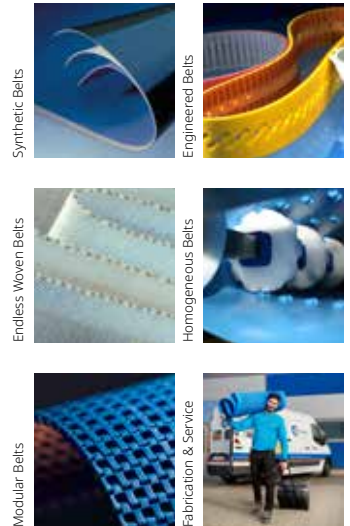 Synthetic Belts
Engineered Belts
Endless Woven Belts
Homogeneous Belts
Modular Belts
Fabrication & Service